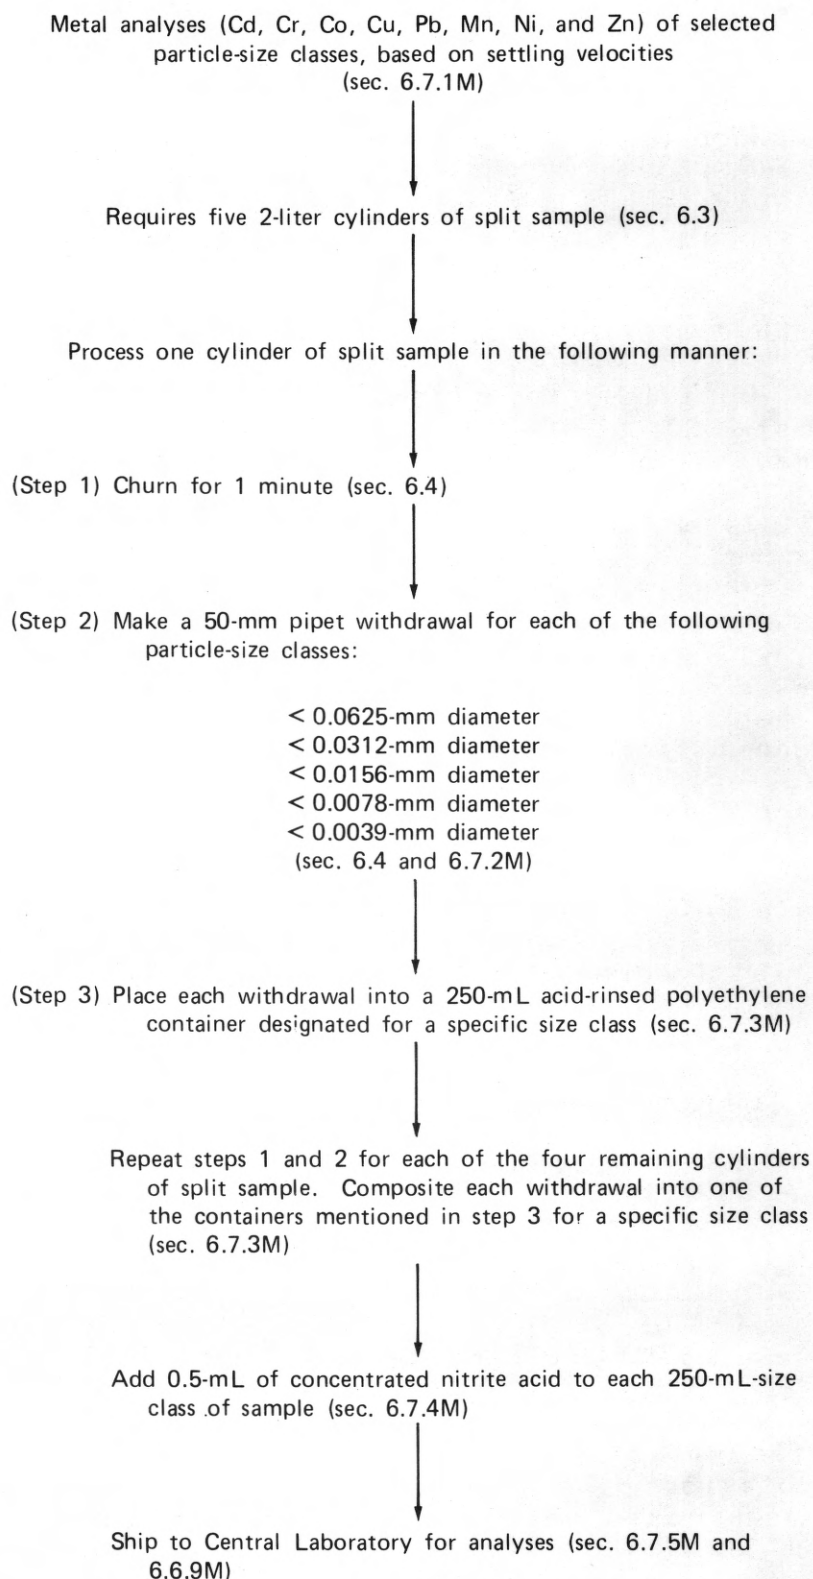 Metal analyses (Cd, Cr, Co, Cu, Pb, Mn, Ni, and Zn) of selected
particle-size classes, based on settling velocities
(sec. 6.7.1M)
Requires five 2-liter cylinders of split sample (sec. 6.3)
Process one cylinder of split sample in the following manner:
(Step 1) Churn for 1 minute (sec. 6.4)
(Step 2) Make a 50-mm pipet withdrawal for each of the following
particle-size classes:
< 0.0625-mm diameter
< 0.0312-mm diameter
< 0.0156-mm diameter
< 0.0078-mm diameter
< 0.0039-mm diameter
(sec. 6.4 and 6.7.2M)
(Step 3) Place each withdrawal into a 250-mL acid-rinsed polyethylene
container designated for a specific size class (sec. 6.7.3M)
Repeat steps 1 and 2 for each of the four remaining cylinders
of split sample. Composite each withdrawal into one of
the containers mentioned in step 3 for a specific size class
(sec. 6.7.3M)
Add 0.5-mL of concentrated nitrite acid to each 250-mL-size
class of sample (sec. 6.7.4M)
Ship to Central Laboratory for analyses (sec. 6.7.5M and
6.6.9M)